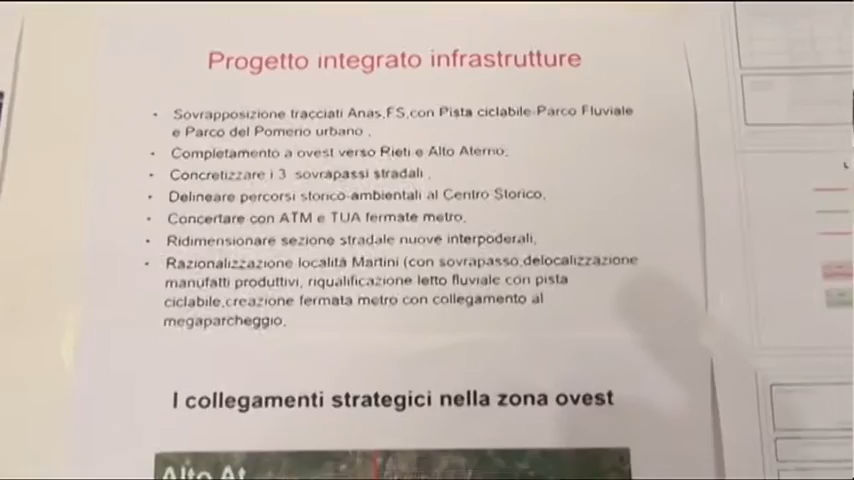 Progetto integrato infrastrutture
• Sovrapposizione tracciati Anas,FS,con Pista ciclabile-Parco Fluviale
e Parco del Pomerio urbano .
• Completamento a ovest verso Rieti e Alto Aterno.
• Concretizzare i 3 sovrapassi stradali .
• Delineare percorsi storico-ambientali al Centro Storico.
• Concertare con ATM e TUA fermate metro.
• Ridimensionare sezione stradale nuove interpoderali.
• Razionalizzazione località Martini (con sovrapasso,delocalizzazione
manufatti produttivi, riqualificazione letto fluviale con pista
ciclabile,creazione fermata metro con collegamento al
megaparcheggio.
I collegamenti strategici nella zona ovest
Alto At